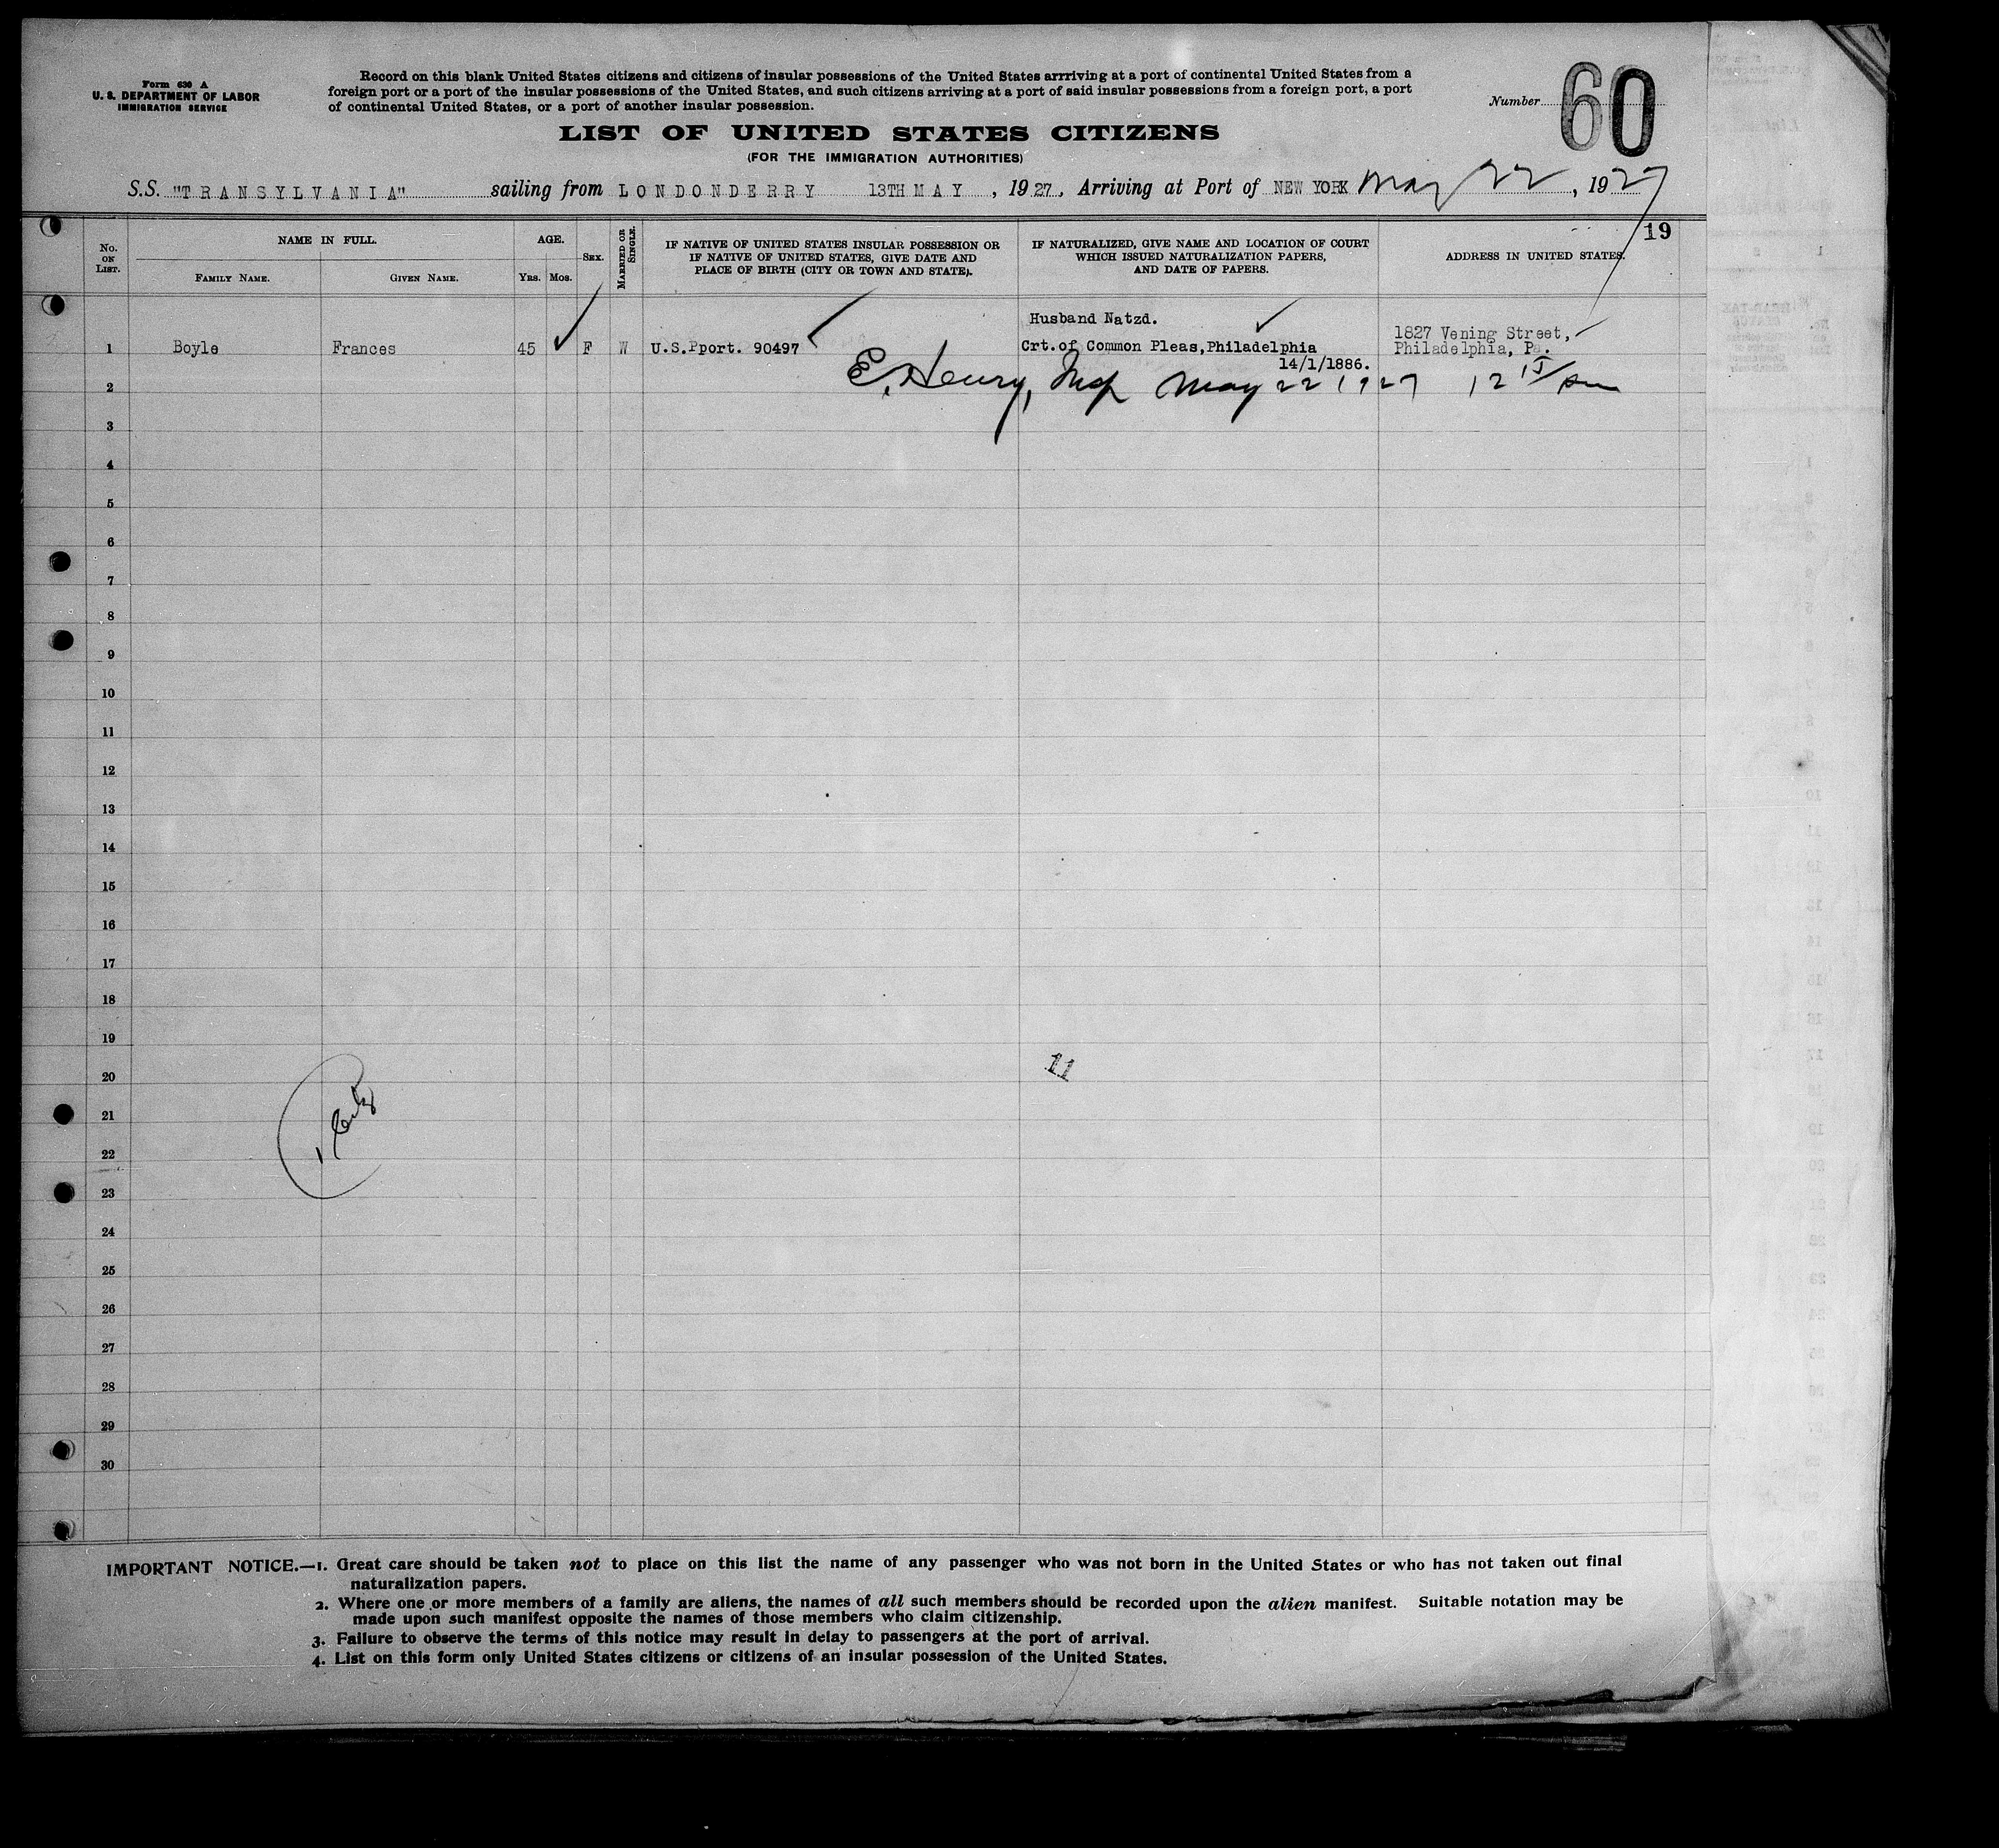 Form 630 A
U. S. DEPARTMENT OF LABOR
IMMIGRATION SERVICE
Record on this blank United States citizens and citizens of insular possessions of the United States arrriving at a port of continental United States from a
foreign port or a port of the insular possessions of the United States, and such citizens arriving at a port of said insular possessions from a foreign port, a port
of continental United States, or a port of another insular possession.
Number 60
LIST OF UNITED STATES CITIZENS
(FOR THE IMMIGRATION AUTHORITIES)
S.S. "TRANSYLVANIA" sailing from LONDONDERRY 13TH MAY, 1927, Arriving at Port of NEW YORK May 22, 1927
19
No. ON LIST.
NAME IN FULL.
FAMILY NAME.
GIVEN NAME.
AGE.
YRS. MOS.
SEX.
MARRIED OR SINGLE.
IF NATIVE OF UNITED STATES INSULAR POSSESSION OR
IF NATIVE OF UNITED STATES, GIVE DATE AND
PLACE OF BIRTH (CITY OR TOWN AND STATE).
IF NATURALIZED, GIVE NAME AND LOCATION OF COURT
WHICH ISSUED NATURALIZATION PAPERS,
AND DATE OF PAPERS.
ADDRESS IN UNITED STATES.
Husband Natzd.
1 Boyle Frances 45 F W U.S.Pport. 90497 Crt.of Common Pleas,Philadelphia
14/1/1886.
1827 Vening Street,
Philadelphia, Pa.
E. Henry, Insp May 22 1927 12 15/pm
2
3
4
5
6
7
8
9
10
11
12
13
14
15
16
17
18
19
11
20
21
22
23
24
25
26
27
28
29
30
IMPORTANT NOTICE.—1. Great care should be taken not to place on this list the name of any passenger who was not born in the United States or who has not taken out final
naturalization papers.
2. Where one or more members of a family are aliens, the names of all such members should be recorded upon the alien manifest. Suitable notation may be
made upon such manifest opposite the names of those members who claim citizenship.
3. Failure to observe the terms of this notice may result in delay to passengers at the port of arrival.
4. List on this form only United States citizens or citizens of an insular possession of the United States.